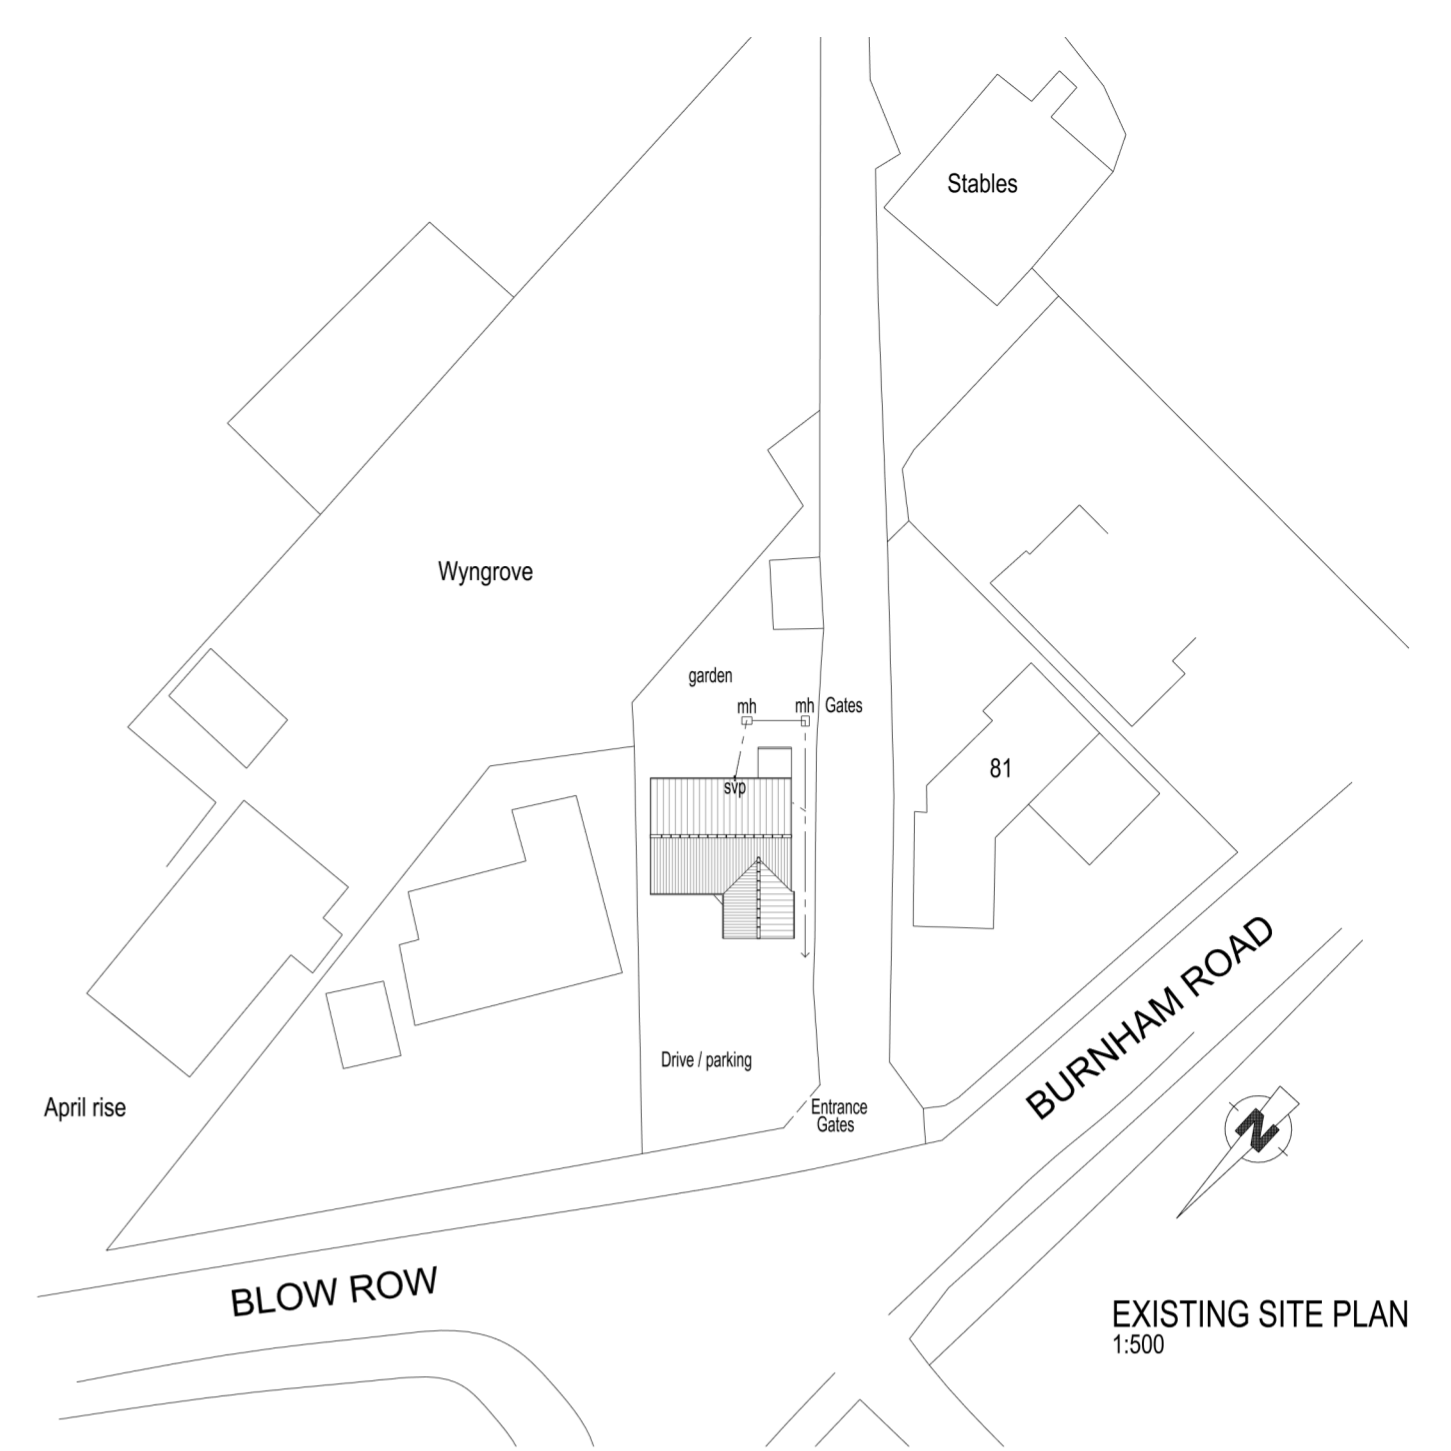 Stables
Wyngrove
garden
mh
mh
Gates
svp
81
BURNHAM ROAD
Drive / parking
April rise
Entrance
Gates
N
BLOW ROW
EXISTING SITE PLAN
1:500